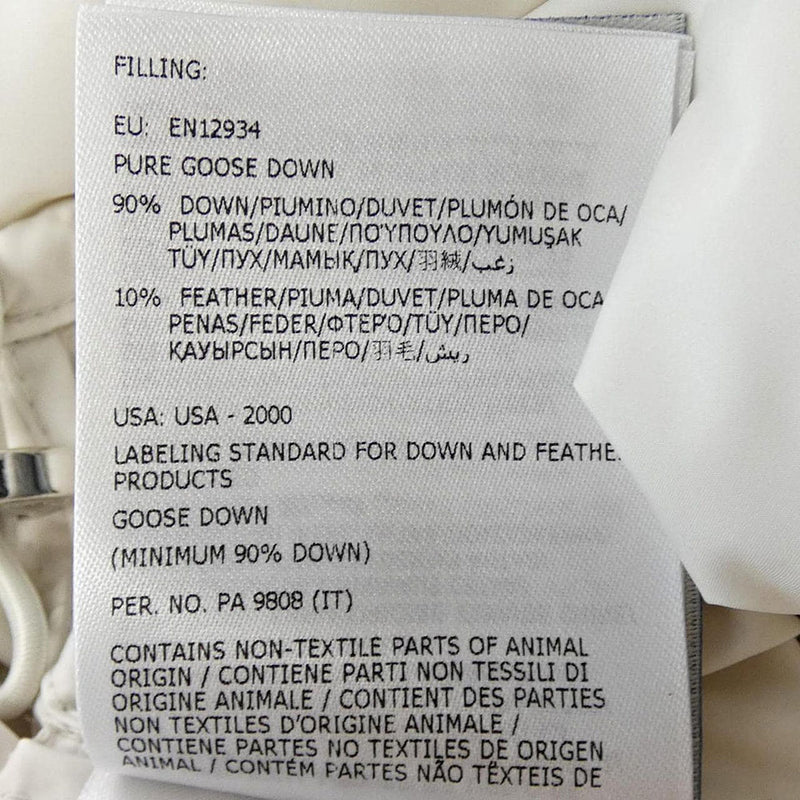 FILLING:
EU: EN12934
PURE GOOSE DOWN
90% DOWN/PIUMINO/DUVET/PLUMÓN DE OCA/
PLUMAS/DAUNE/ΠΟΎΠΟΥΛΟ/YUMUŞAK
TÜY/ПУХ/МАМЫҚ/ПУХ/羽絨/زغب
10% FEATHER/PIUMA/DUVET/PLUMA DE OCA
PENAS/FEDER/ΦΤΕΡΌ/TÜY/ПЕРО/
ҚАУЫРСЫН/ПЕРО/羽毛/ريش
USA: USA - 2000
LABELING STANDARD FOR DOWN AND FEATHE
PRODUCTS
GOOSE DOWN
(MINIMUM 90% DOWN)
PER. NO. PA 9808 (IT)
CONTAINS NON-TEXTILE PARTS OF ANIMAL
ORIGIN / CONTIENE PARTI NON TESSILI DI
ORIGINE ANIMALE / CONTIENT DES PARTIES
NON TEXTILES D'ORIGINE ANIMALE /
CONTIENE PARTES NO TEXTILES DE ORIGEN
ANIMAL / CONTÉM PARTES NÃO TÊXTEIS DE